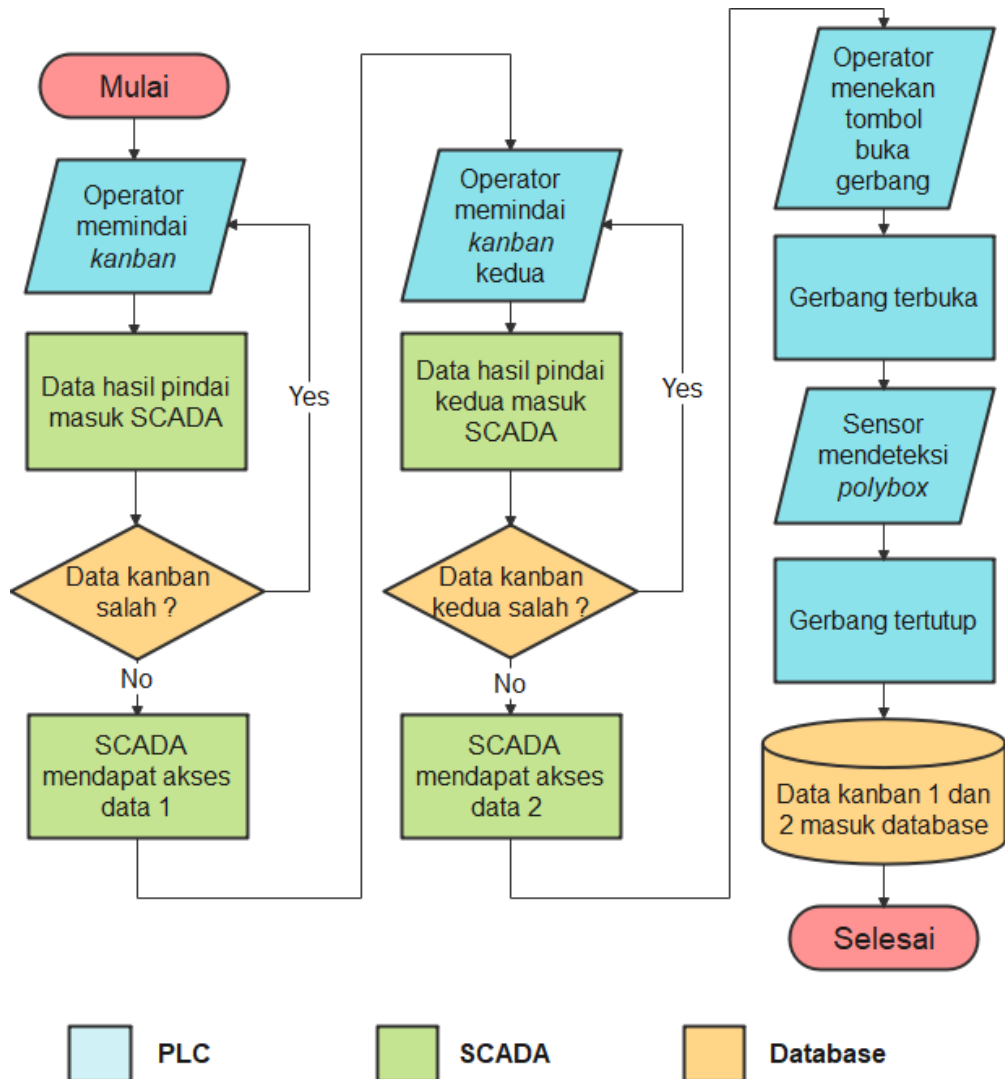 Mulai
Operator
memindai
kanban
Data hasil pindai
masuk SCADA
Yes
Data kanban
salah ?
No
SCADA
mendapat akses
data 1
Operator
memindai
kanban
kedua
Data hasil pindai
kedua masuk
SCADA
Yes
Data kanban
kedua salah ?
No
SCADA
mendapat akses
data 2
Operator
menekan
tombol
buka
gerbang
Gerbang terbuka
Sensor
mendeteksi
polybox
Gerbang tertutup
Data kanban 1 dan
2 masuk database
Selesai
PLC
SCADA
Database